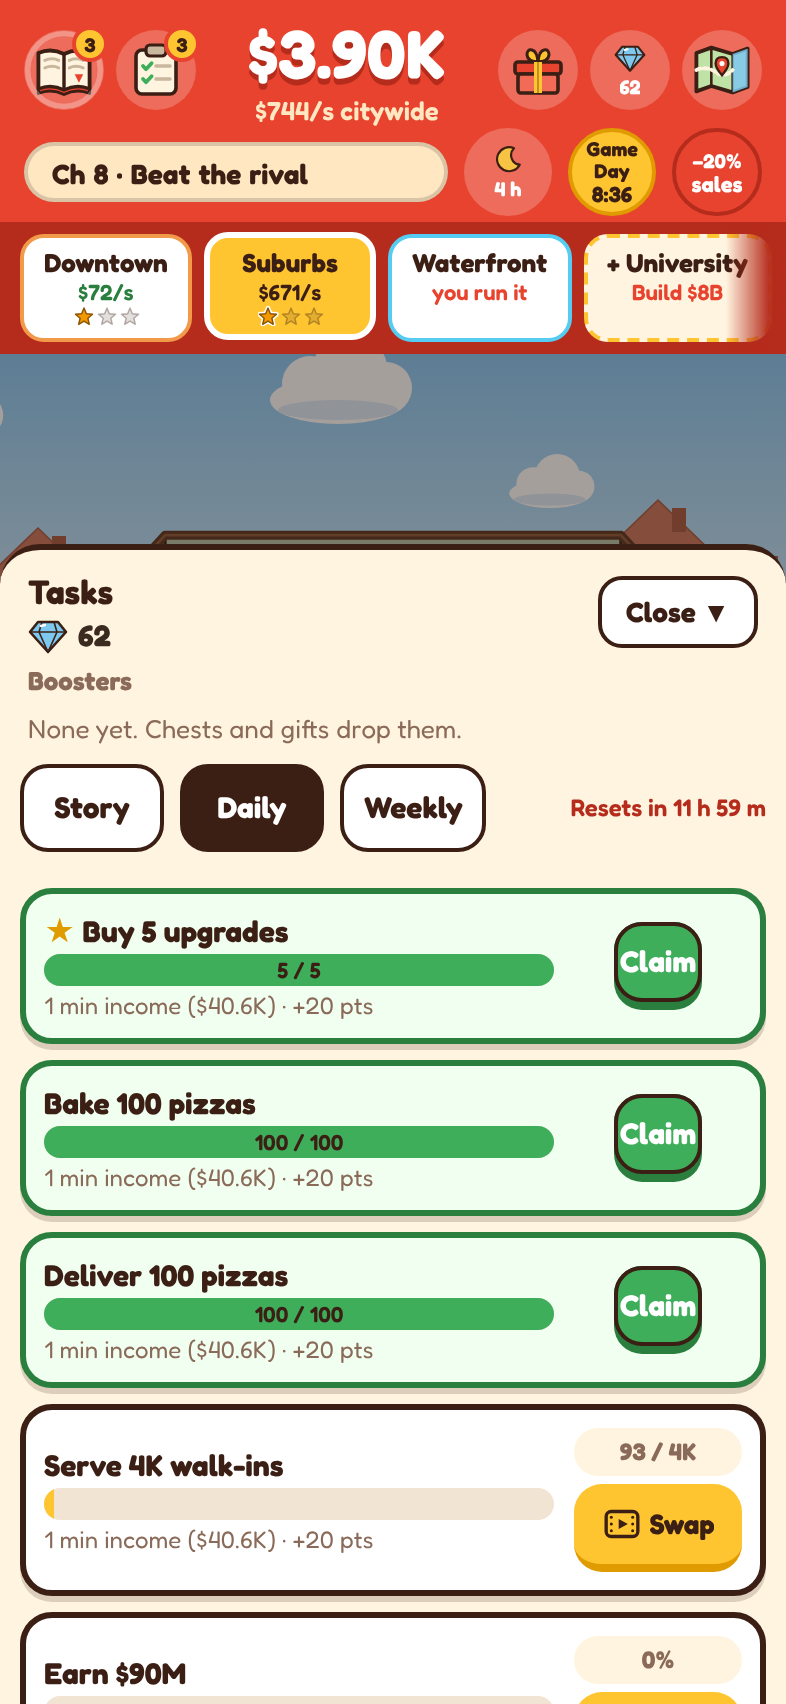 3
3
$3.90K
$744/s citywide
62
Ch 8 · Beat the rival
4 h
Game
Day
8:36
-20%
sales
Downtown
$72/s
Suburbs
$671/s
Waterfront
you run it
+ University
Build $8B
Tasks
62
Close ▼
Boosters
None yet. Chests and gifts drop them.
Story
Daily
Weekly
Resets in 11 h 59 m
★ Buy 5 upgrades
5 / 5
1 min income ($40.6K) · +20 pts
Claim
Bake 100 pizzas
100 / 100
1 min income ($40.6K) · +20 pts
Claim
Deliver 100 pizzas
100 / 100
1 min income ($40.6K) · +20 pts
Claim
Serve 4K walk-ins
1 min income ($40.6K) · +20 pts
93 / 4K
Swap
Earn $90M
0%